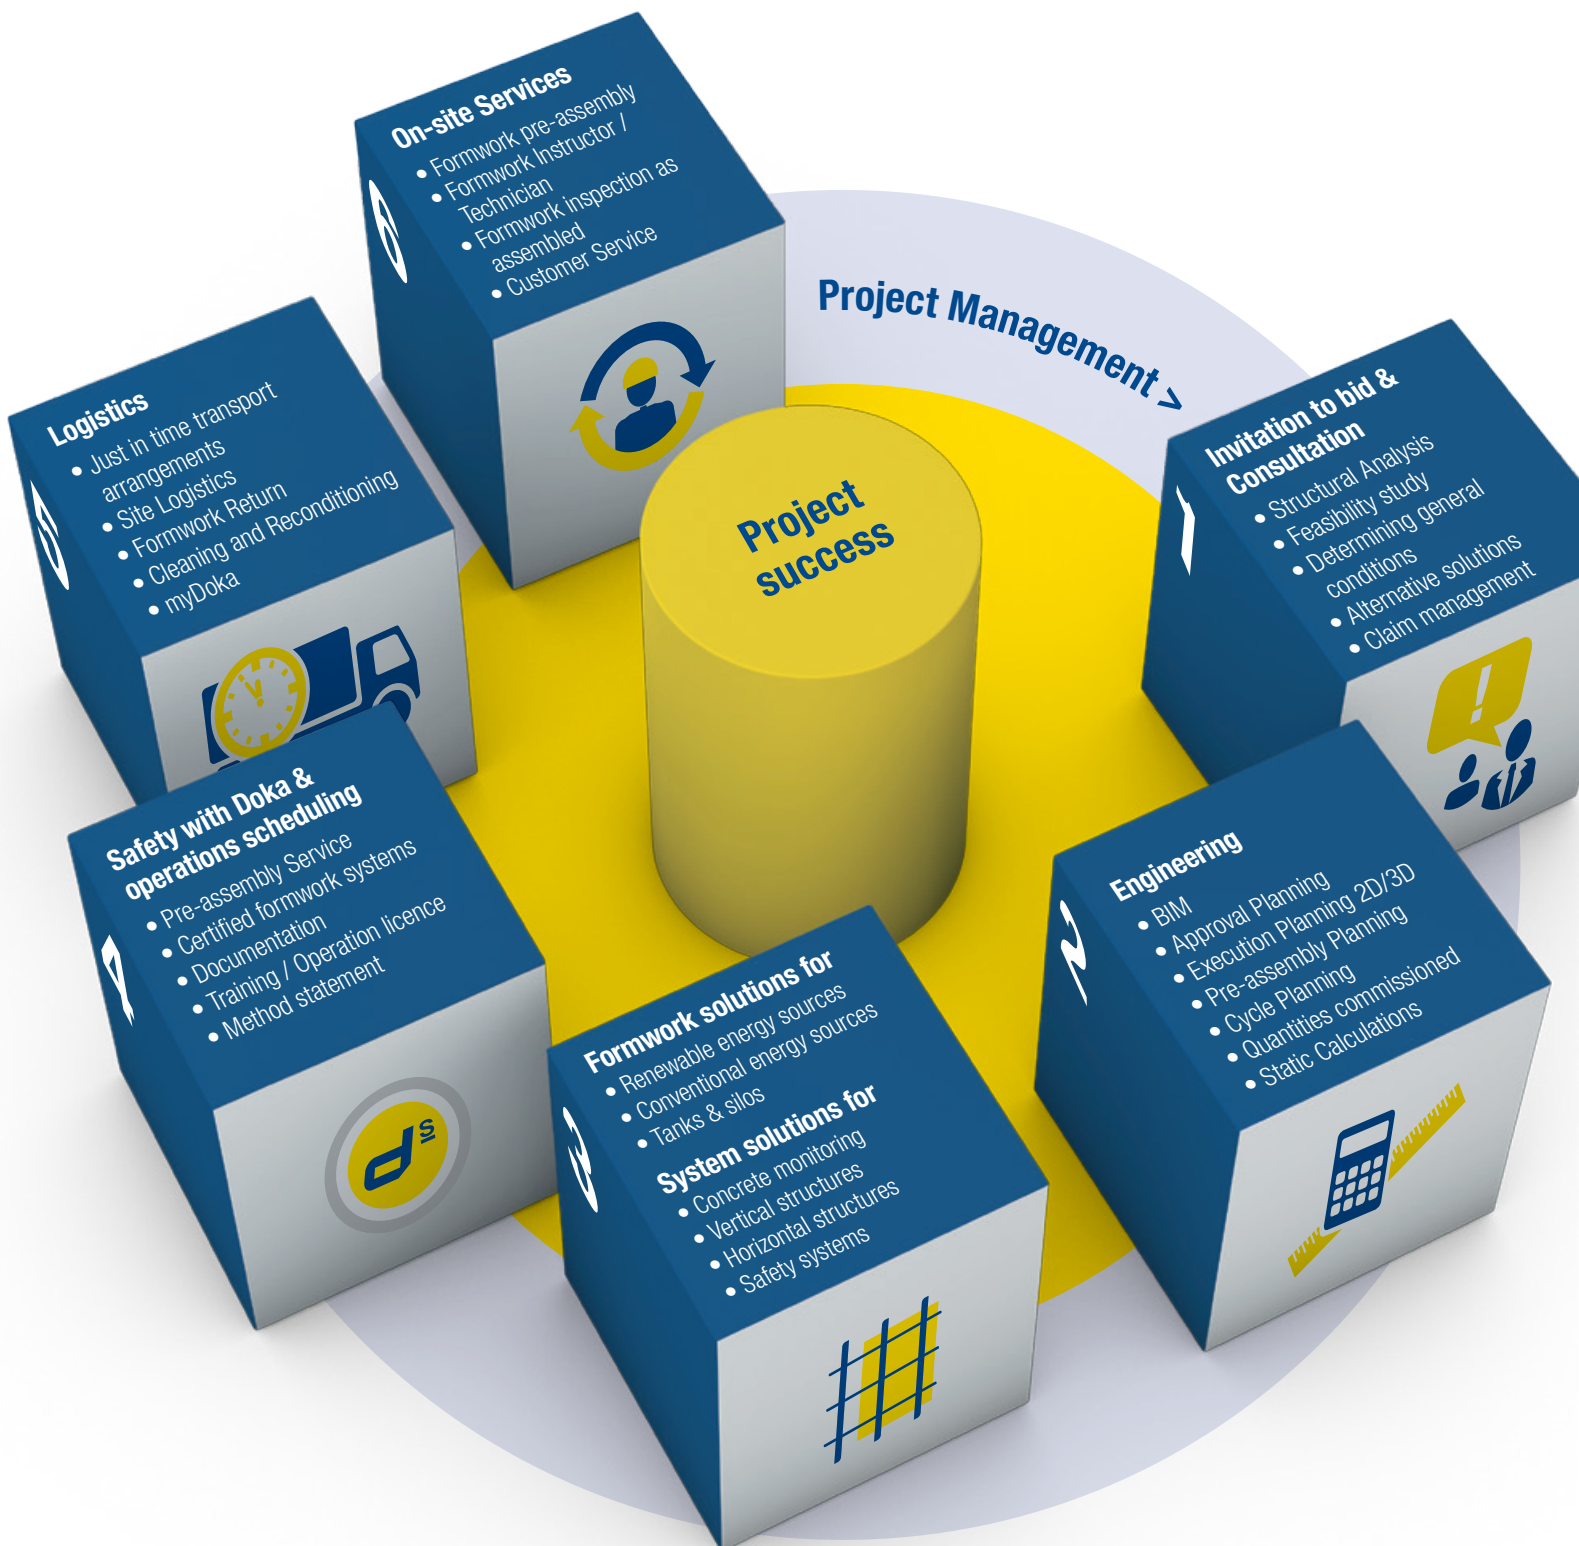 Project Management >
Project
success
1
Invitation to bid &
Consultation
• Structural Analysis
• Feasibility study
• Determining general
conditions
• Alternative solutions
• Claim management
!
2
Engineering
• BIM
• Approval Planning
• Execution Planning 2D/3D
• Pre-assembly Planning
• Cycle Planning
• Quantities commissioned
• Static Calculations
3
Formwork solutions for
• Renewable energy sources
• Conventional energy sources
• Tanks & silos
System solutions for
• Concrete monitoring
• Vertical structures
• Horizontal structures
• Safety systems
4
Safety with Doka &
operations scheduling
• Pre-assembly Service
• Certified formwork systems
• Documentation
• Training / Operation licence
• Method statement
ds
5
Logistics
• Just in time transport
arrangements
• Site Logistics
• Formwork Return
• Cleaning and Reconditioning
• myDoka
6
On-site Services
• Formwork pre-assembly
• Formwork Instructor /
Technician
• Formwork inspection as
assembled
• Customer Service